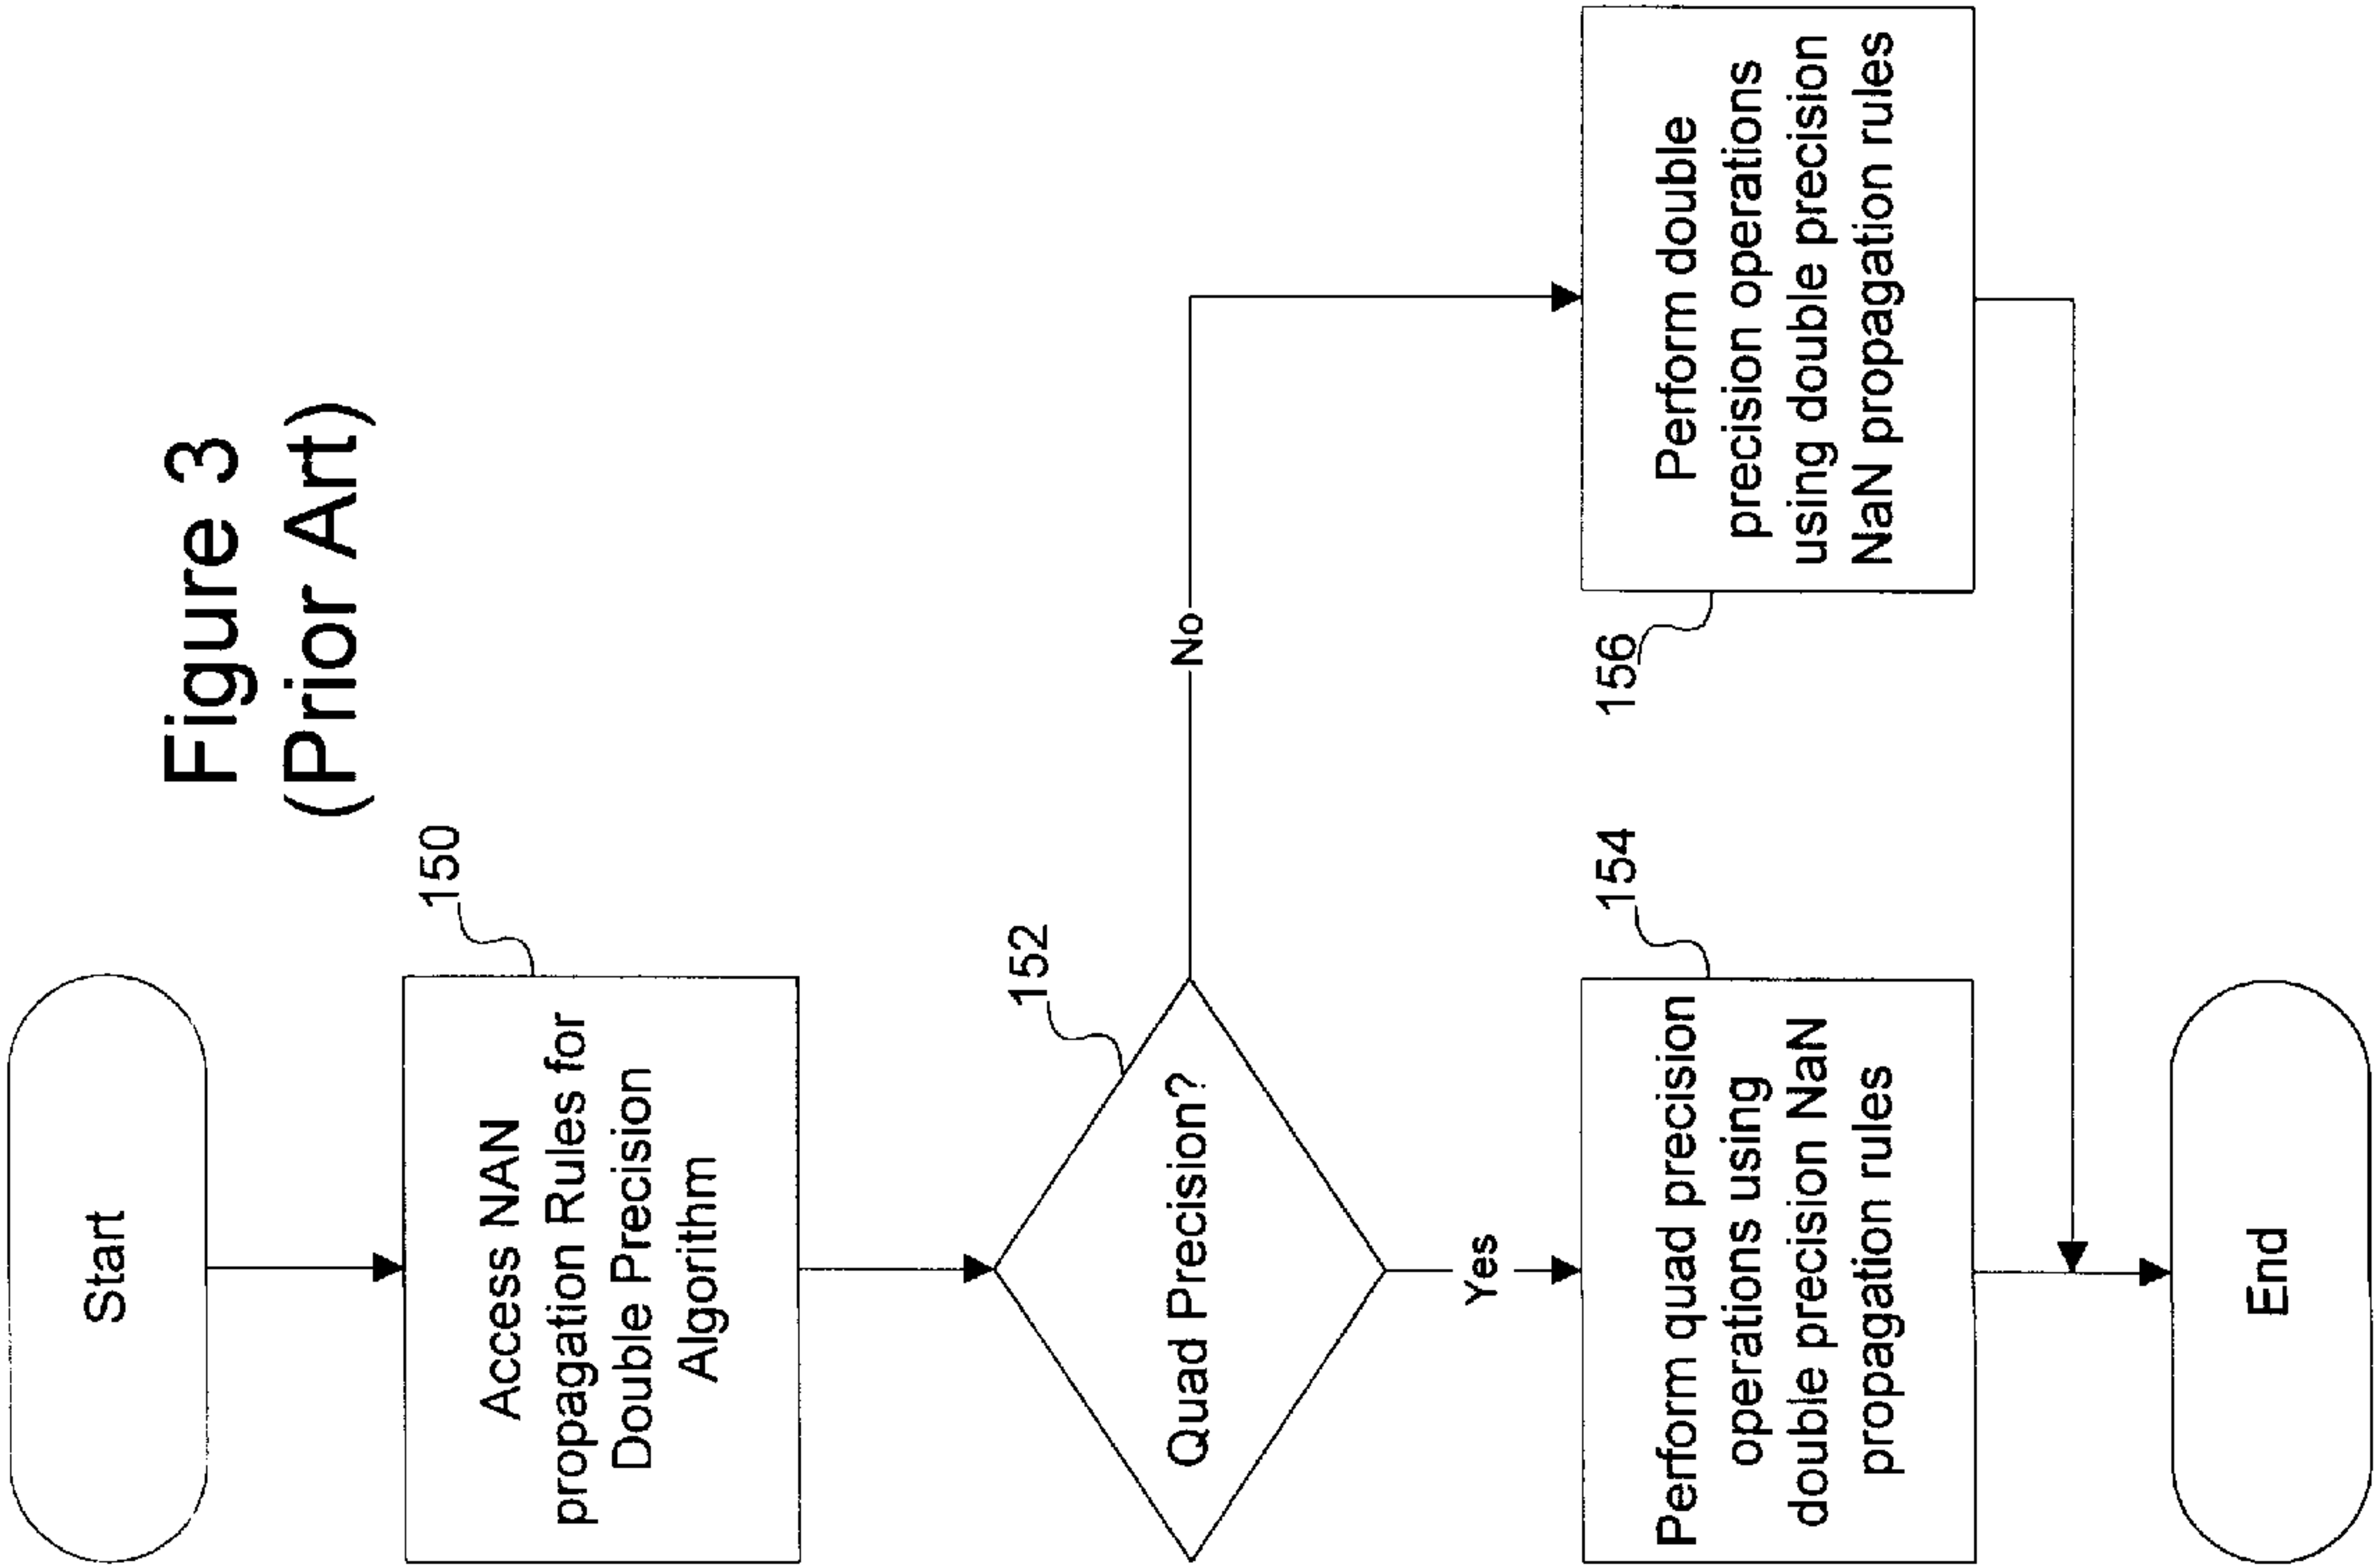 Figure 3
(Prior Art)
Start
150
Access NAN
propagation Rules for
Double Precision
Algorithm
152
Quad Precision?
No
Yes
154
Perform quad precision
operations using
double precision NaN
propagation rules
156
Perform double
precision operations
using double precision
NaN propagation rules
End